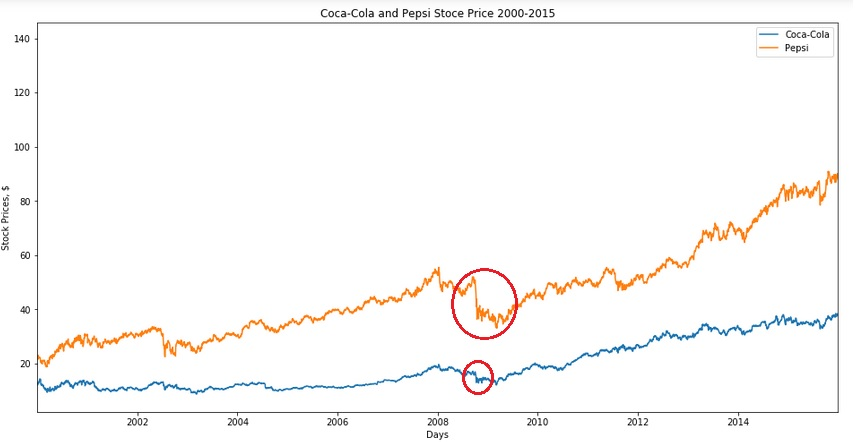 Coca-Cola and Pepsi Stoce Price 2000-2015
Coca-Cola
Pepsi
140
120
100
80
60
40
20
Stock Prices, $
2002
2004
2006
2008
2010
2012
2014
Days